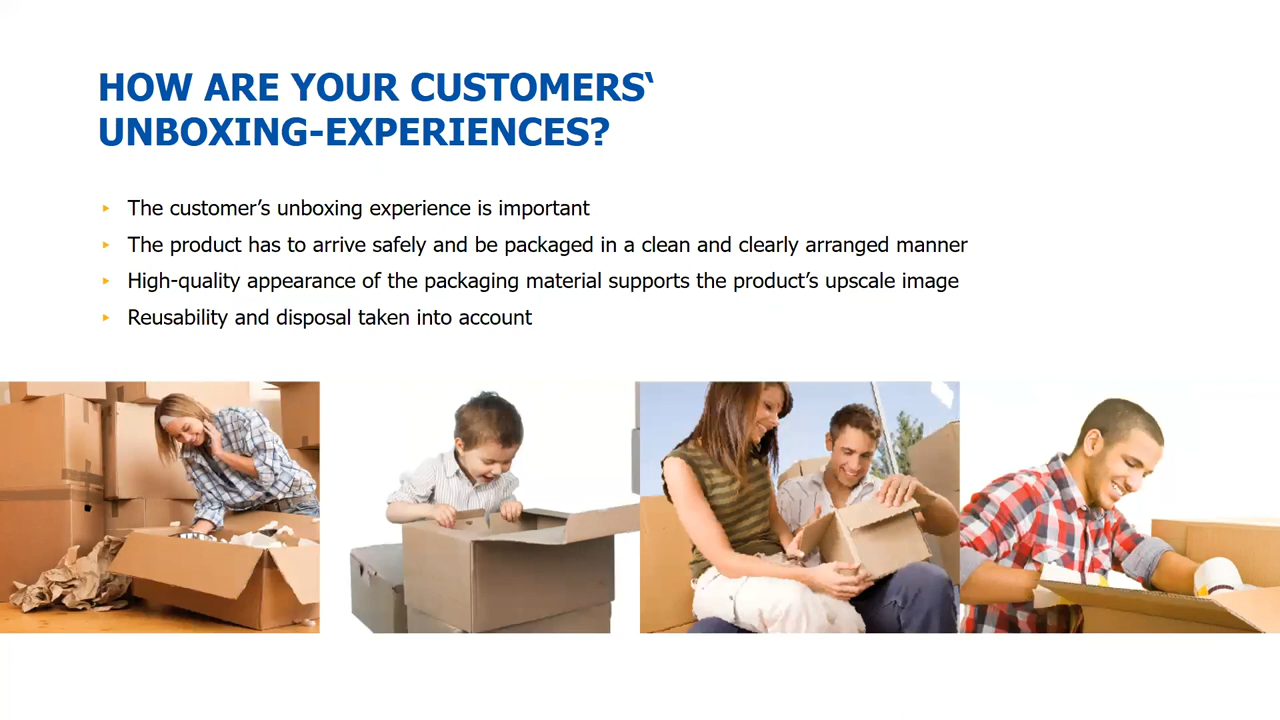 HOW ARE YOUR CUSTOMERS‘
UNBOXING-EXPERIENCES?
▸ The customer’s unboxing experience is important
▸ The product has to arrive safely and be packaged in a clean and clearly arranged manner
▸ High-quality appearance of the packaging material supports the product’s upscale image
▸ Reusability and disposal taken into account